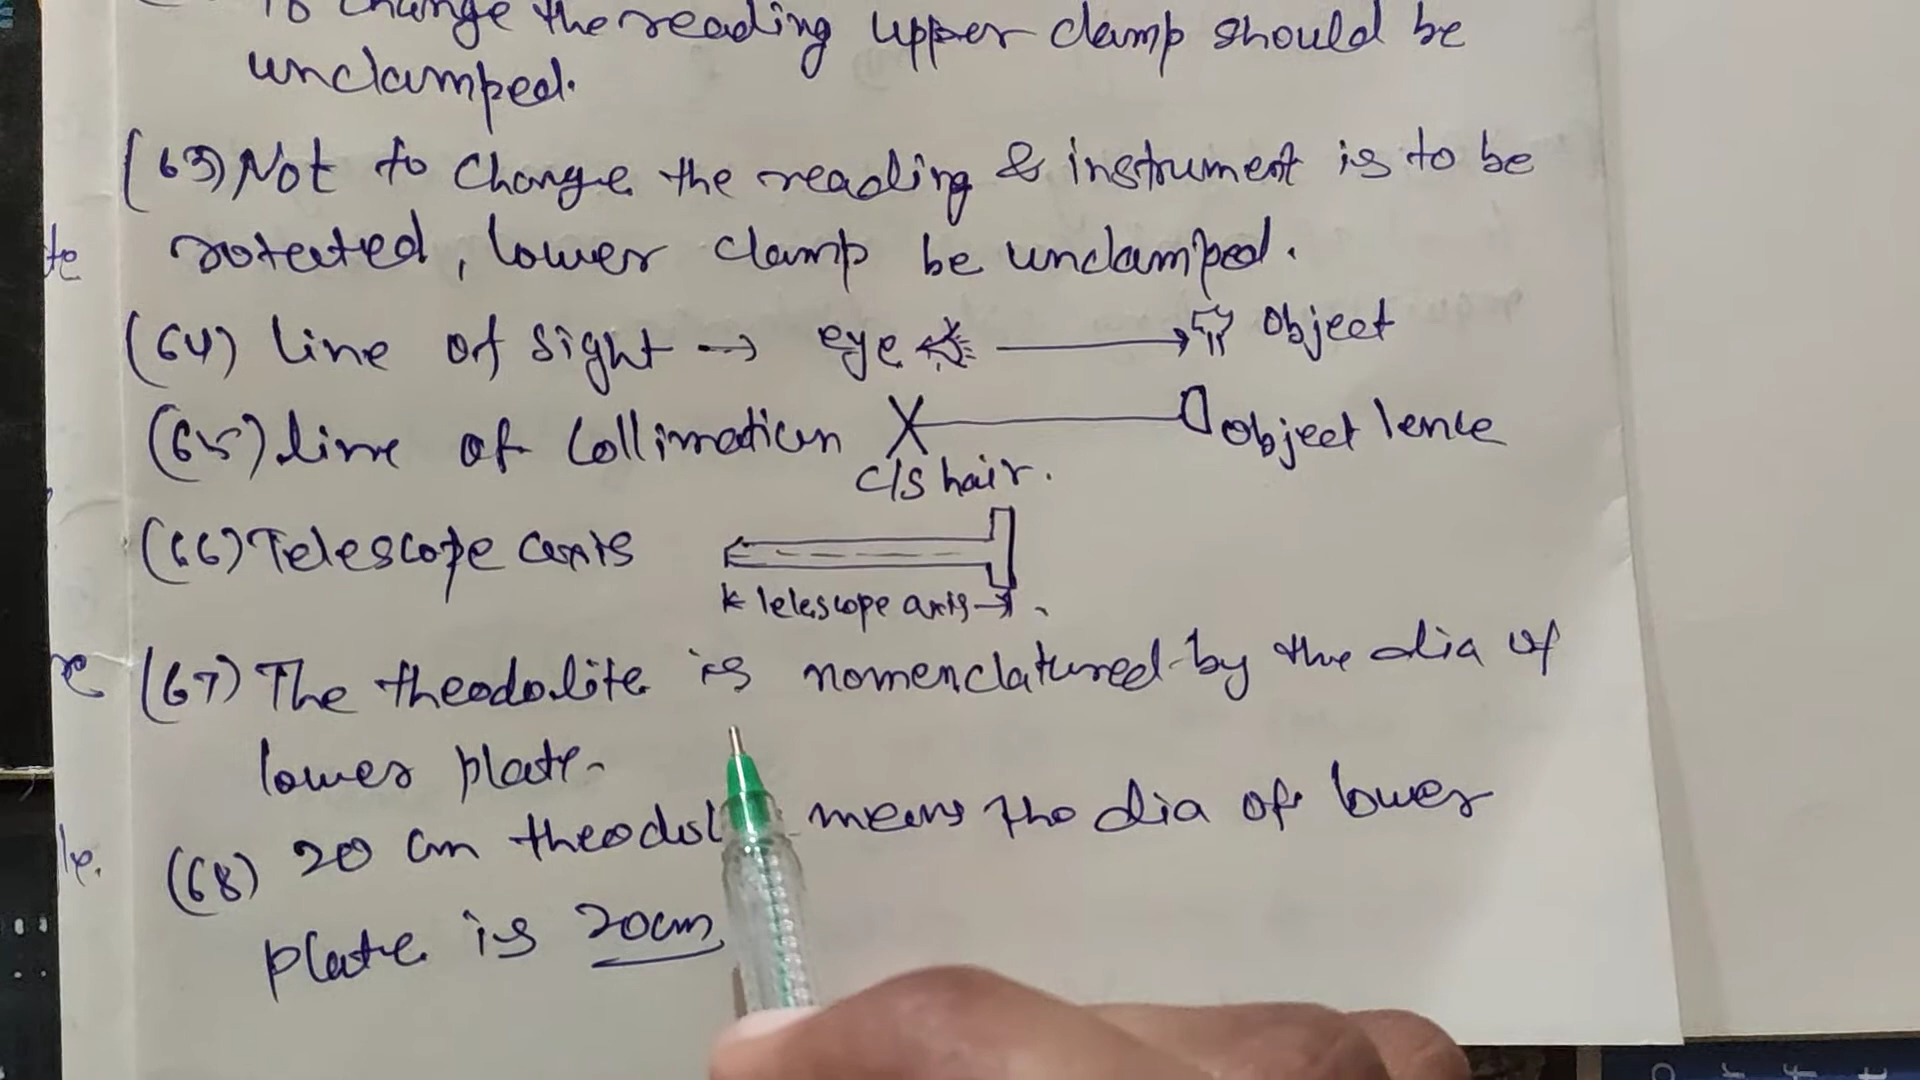 To change the reading upper clamp should be
unclamped.
(63) Not to change the reading & instrument is to be
te
rotated, lower clamp be unclamped.
(64) line of sight → eye → object
(65) line of collimation X object lence
c/s hair.
(66) Telescope axis
telescope axis
e
(67) The theodolite is nomenclatured by the dia of
lower plate.
le.
(68) 20 cm theodol means the dia of lower
plate is 20cm
o r f t